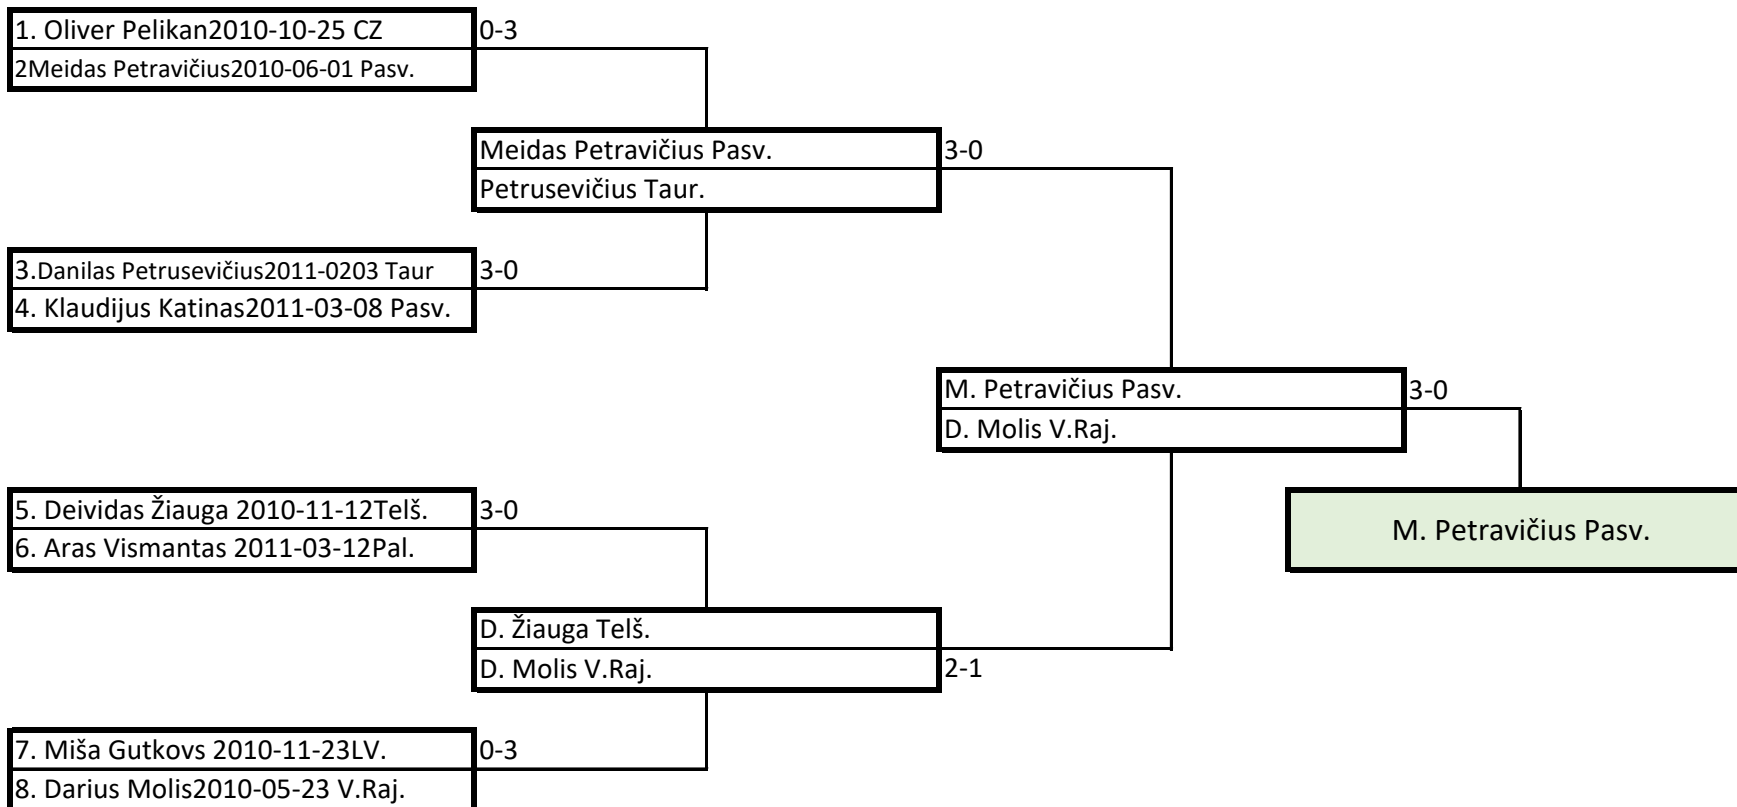 1. Oliver Pelikan2010-10-25 CZ 0-3
2Meidas Petravičius2010-06-01 Pasv.
Meidas Petravičius Pasv. 3-0
Petrusevičius Taur.
3.Danilas Petrusevičius2011-0203 Taur 3-0
4. Klaudijus Katinas2011-03-08 Pasv.
M. Petravičius Pasv. 3-0
D. Molis V.Raj.
5. Deividas Žiauga 2010-11-12Telš. 3-0
M. Petravičius Pasv.
6. Aras Vismantas 2011-03-12Pal.
D. Žiauga Telš.
D. Molis V.Raj. 2-1
7. Miša Gutkovs 2010-11-23LV. 0-3
8. Darius Molis2010-05-23 V.Raj.